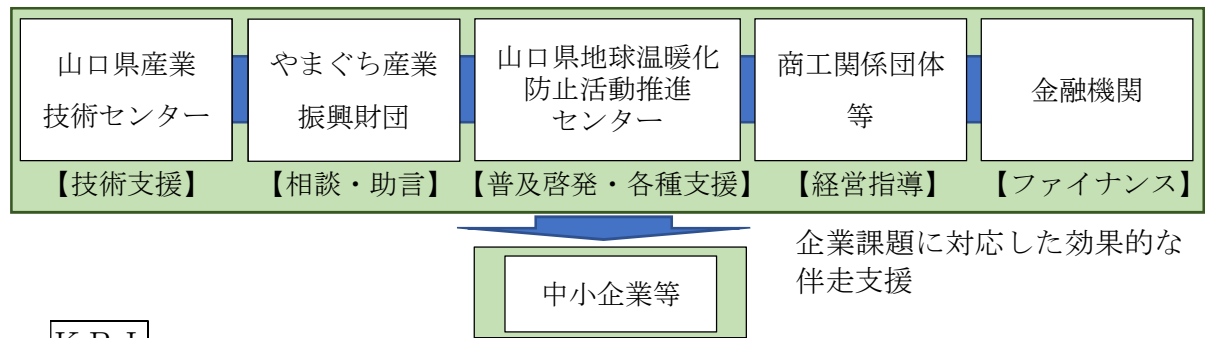 山口県産業
技術センター
やまぐち産業
振興財団
山口県地球温暖化
防止活動推進
センター
商工関係団体
等
金融機関
【技術支援】
【相談・助言】
【普及啓発・各種支援】
【経営指導】
【ファイナンス】
企業課題に対応した効果的な
伴走支援
中小企業等
KPI